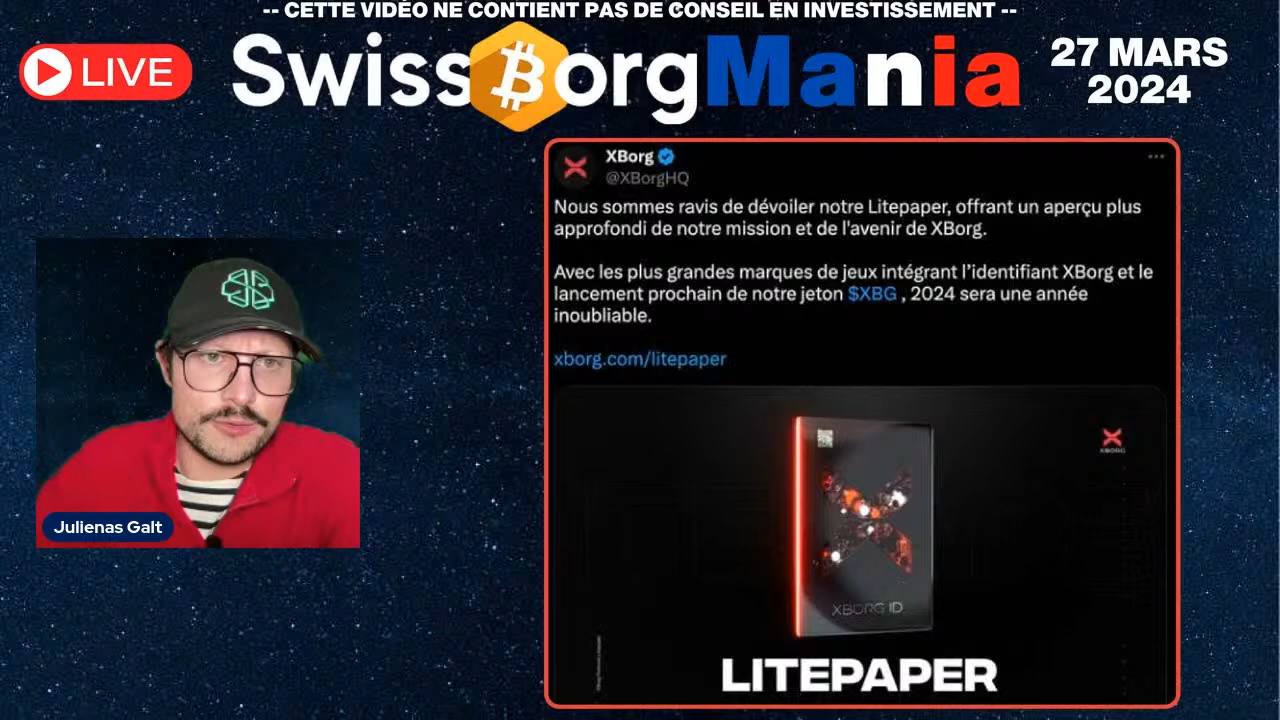 -- CETTE VIDÉO NE CONTIENT PAS DE CONSEIL EN INVESTISSEMENT --
LIVE
SwissBorgMania
27 MARS
2024
XBorg
@XBorgHQ
Nous sommes ravis de dévoiler notre Litepaper, offrant un aperçu plus
approfondi de notre mission et de l'avenir de XBorg.
Avec les plus grandes marques de jeux intégrant l’identifiant XBorg et le
lancement prochain de notre jeton $XBG , 2024 sera une année
inoubliable.
xborg.com/litepaper
XBORG
XBORG ID
LITEPAPER
Julienas Galt